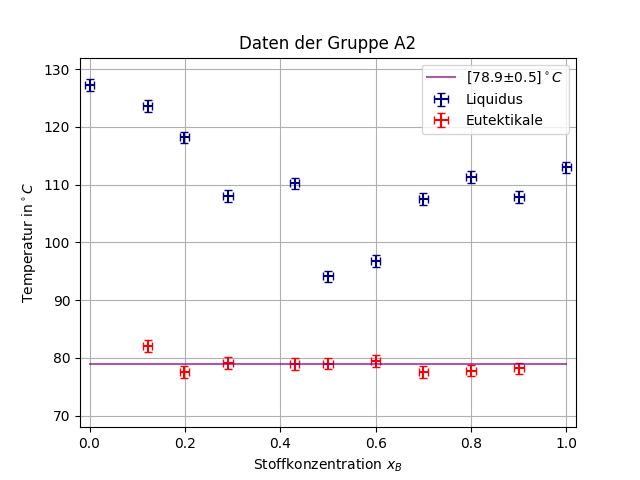 Daten der Gruppe A2
[78.9±0.5]°C
Liquidus
Eutektikale
Temperatur in°C
130
120
110
100
90
80
70
0.0 0.2 0.4 0.6 0.8 1.0
Stoffkonzentration x_B